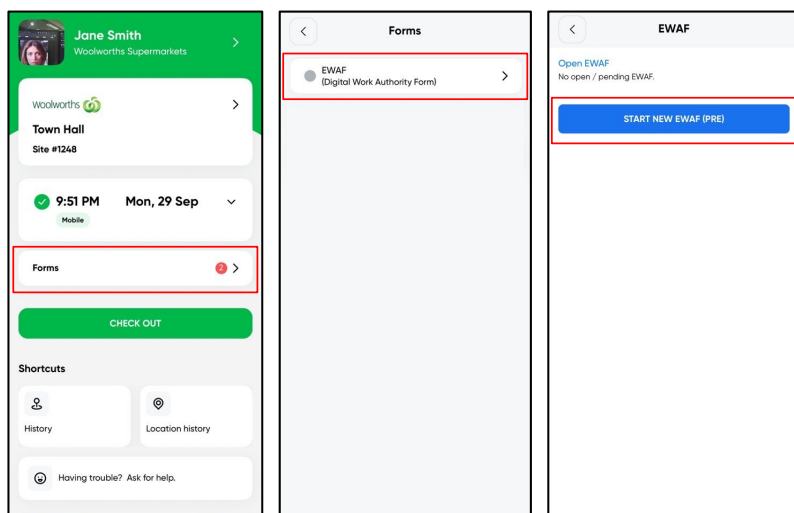 Jane Smith
Woolworths Supermarkets
woolworths
Town Hall
Site #1248
9:51 PM Mon, 29 Sep
Mobile
Forms 2
CHECK OUT
Shortcuts
History Location history
Having trouble? Ask for help.
Forms
EWAF
(Digital Work Authority Form)
EWAF
Open EWAF
No open / pending EWAF.
START NEW EWAF (PRE)